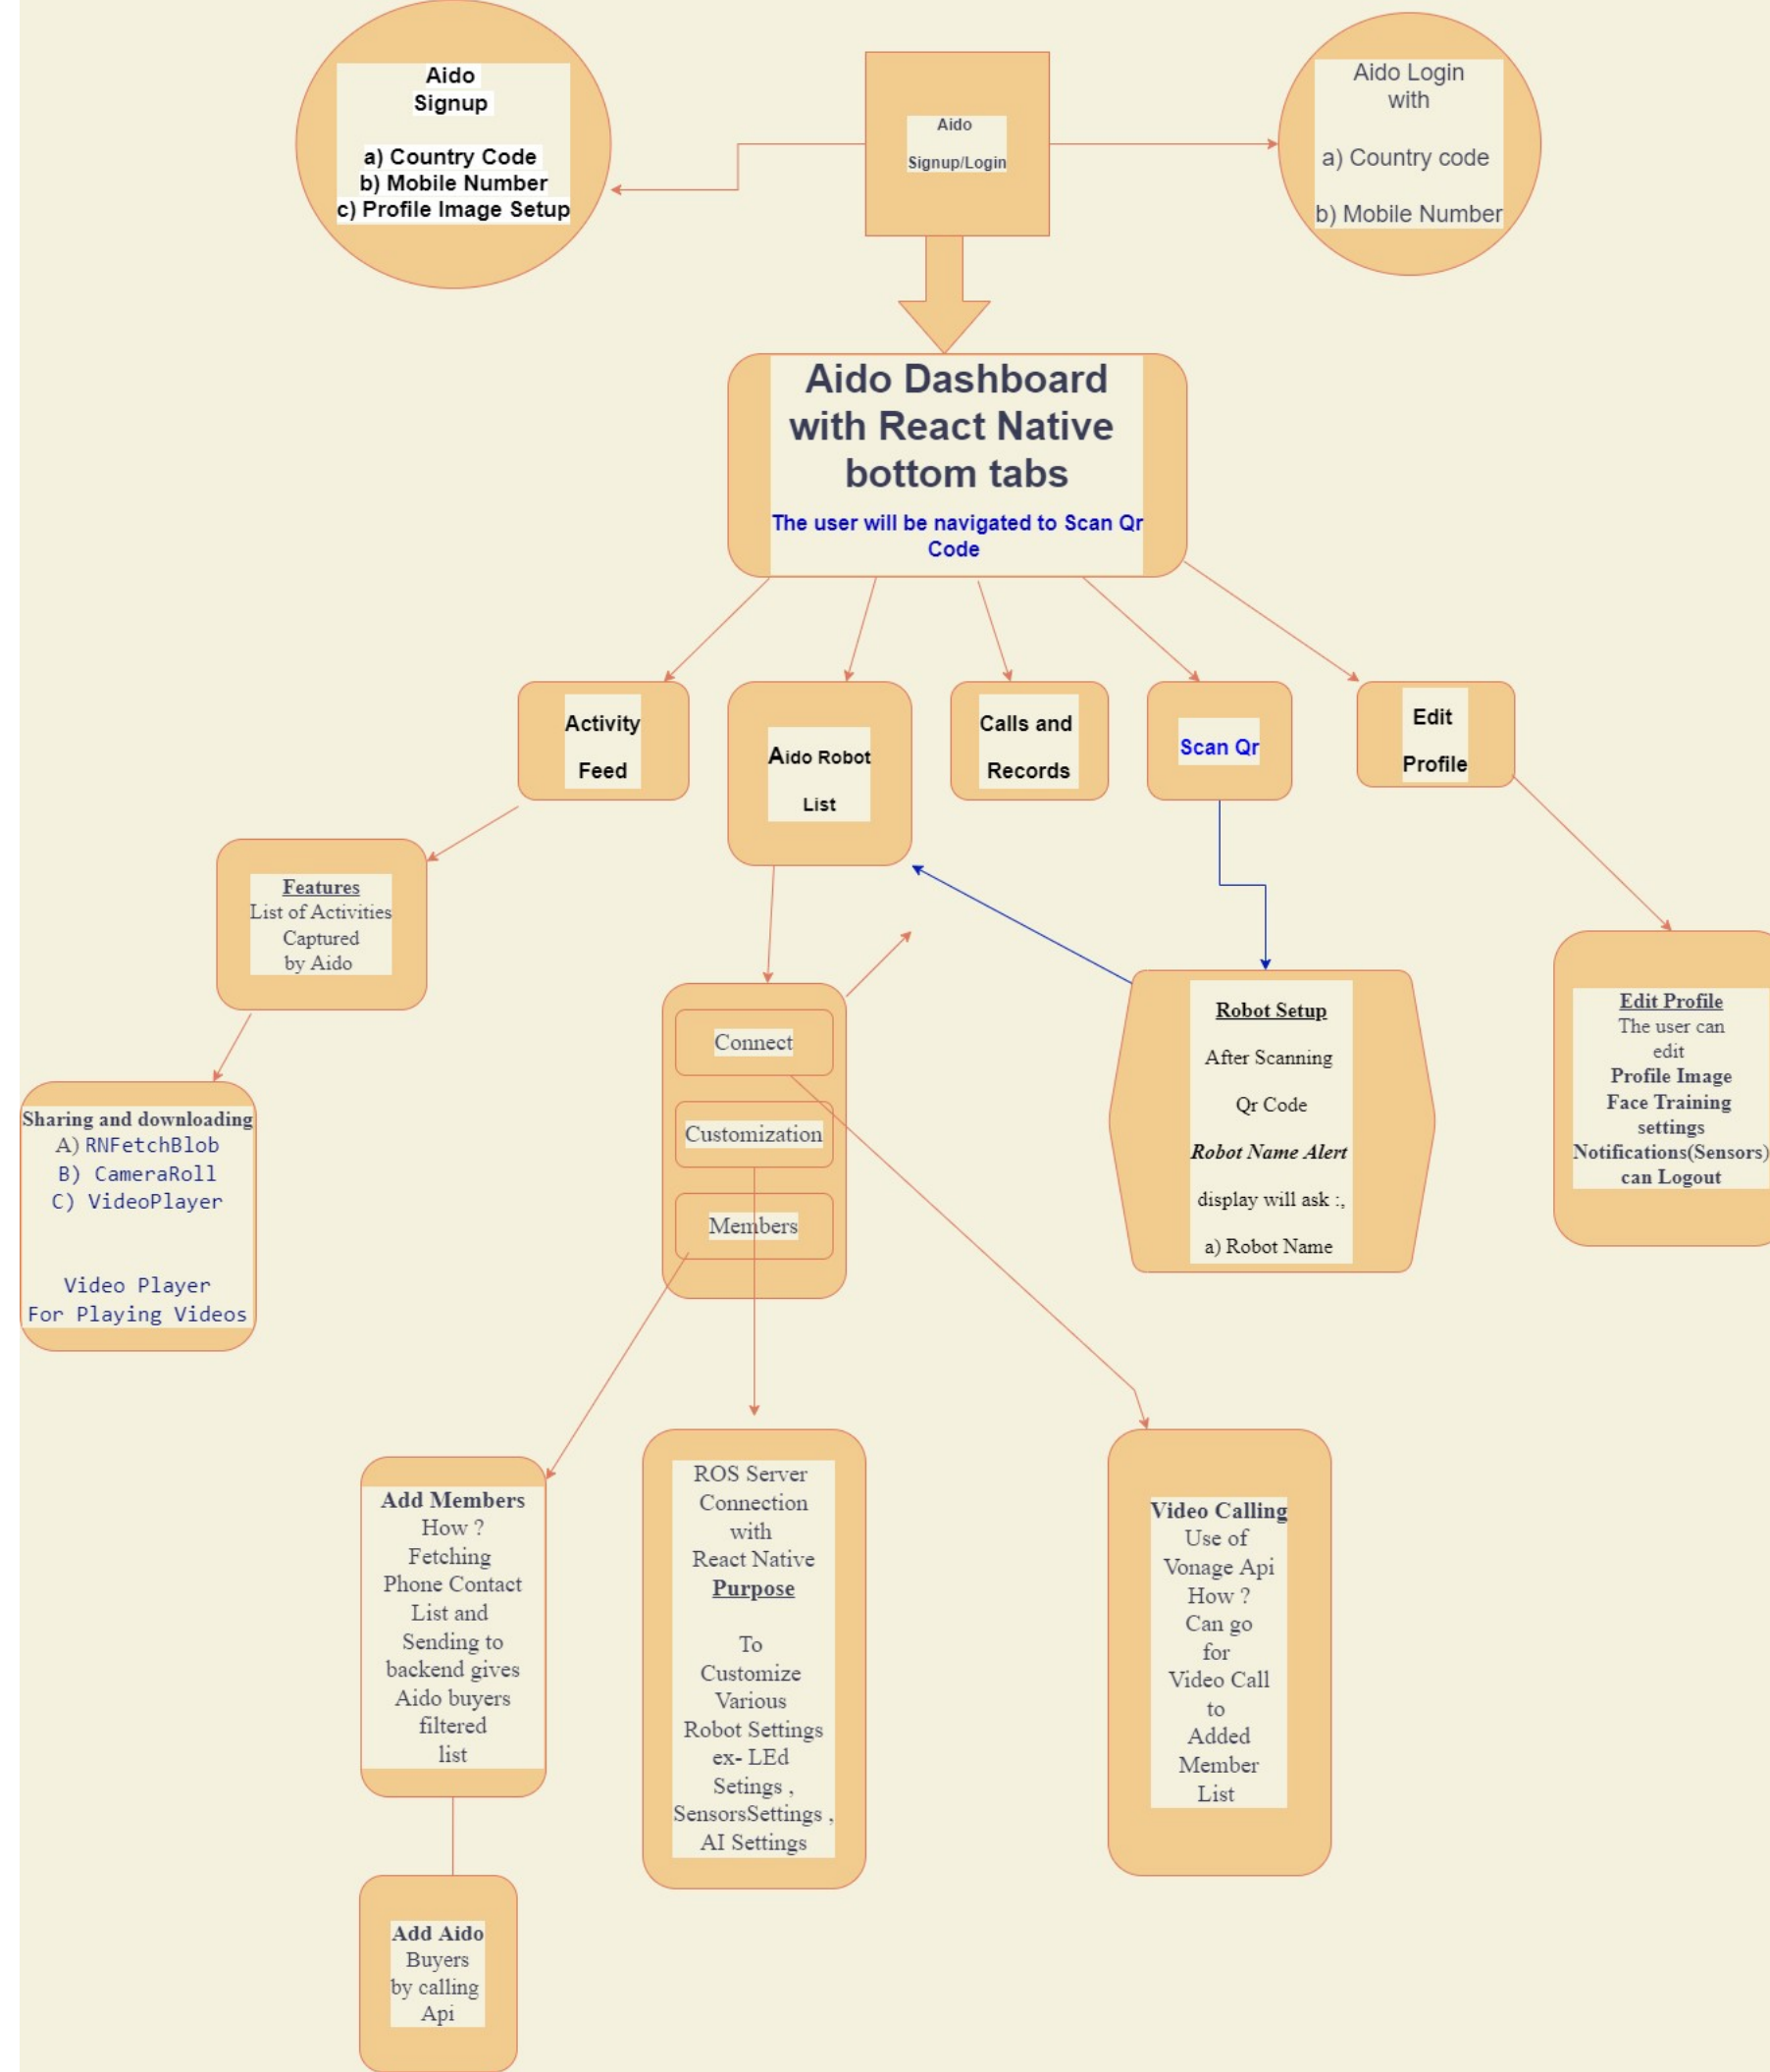 Aido
Signup
a) Country Code
b) Mobile Number
c) Profile Image Setup
Aido
Signup/Login
Aido Login
with
a) Country code
b) Mobile Number
Aido Dashboard
with React Native
bottom tabs
The user will be navigated to Scan Qr
Code
Activity
Feed
Aido Robot
List
Calls and
Records
Scan Qr
Edit
Profile
Features
List of Activities
Captured
by Aido
Sharing and downloading
A) RNFetchBlob
B) CameraRoll
C) VideoPlayer
Video Player
For Playing Videos
Connect
Customization
Members
Robot Setup
After Scanning
Qr Code
Robot Name Alert
display will ask :,
a) Robot Name
Edit Profile
The user can
edit
Profile Image
Face Training
settings
Notifications(Sensors)
can Logout
Add Members
How ?
Fetching
Phone Contact
List and
Sending to
backend gives
Aido buyers
filtered
list
ROS Server
Connection
with
React Native
Purpose
To
Customize
Various
Robot Settings
ex- LEd
Setings ,
SensorsSettings ,
AI Settings
Video Calling
Use of
Vonage Api
How ?
Can go
for
Video Call
to
Added
Member
List
Add Aido
Buyers
by calling
Api